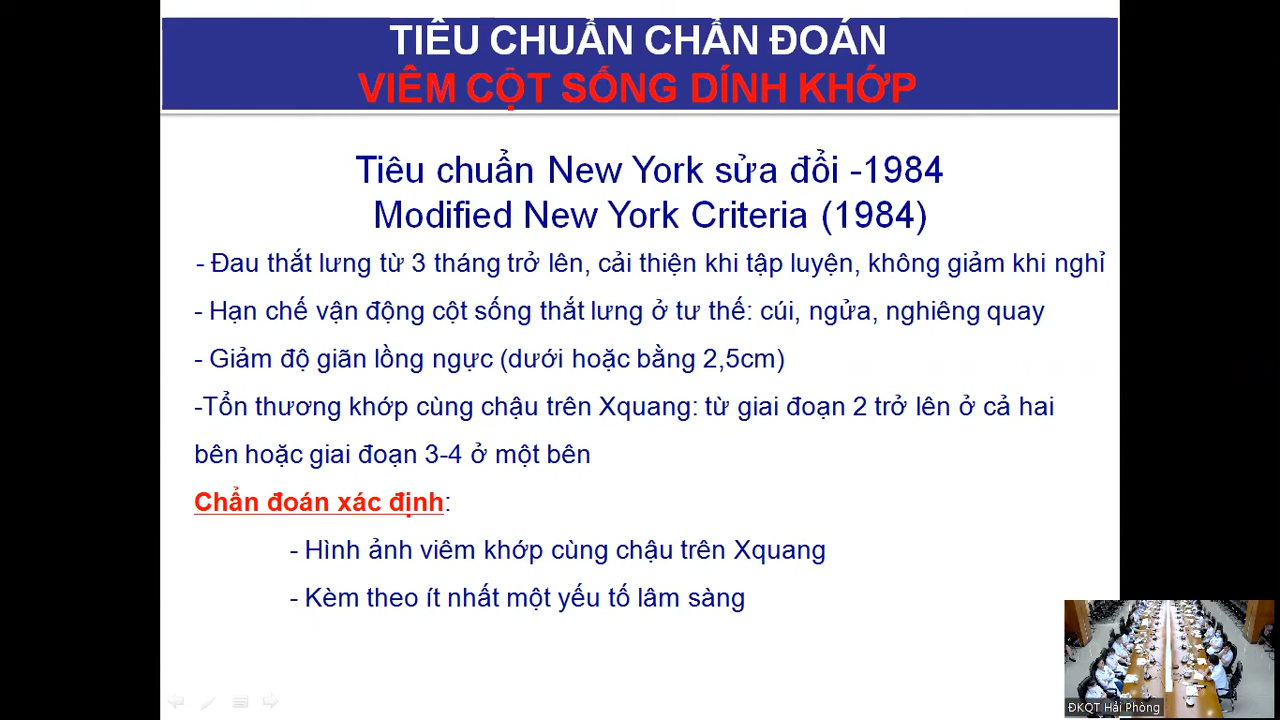 TIÊU CHUẨN CHẨN ĐOÁN
VIÊM CỘT SỐNG DÍNH KHỚP
Tiêu chuẩn New York sửa đổi -1984
Modified New York Criteria (1984)
- Đau thắt lưng từ 3 tháng trở lên, cải thiện khi tập luyện, không giảm khi nghỉ
- Hạn chế vận động cột sống thắt lưng ở tư thế: cúi, ngửa, nghiêng quay
- Giảm độ giãn lồng ngực (dưới hoặc bằng 2,5cm)
-Tổn thương khớp cùng chậu trên Xquang: từ giai đoạn 2 trở lên ở cả hai
bên hoặc giai đoạn 3-4 ở một bên
Chẩn đoán xác định:
- Hình ảnh viêm khớp cùng chậu trên Xquang
- Kèm theo ít nhất một yếu tố lâm sàng
ĐKQT Hải Phòng